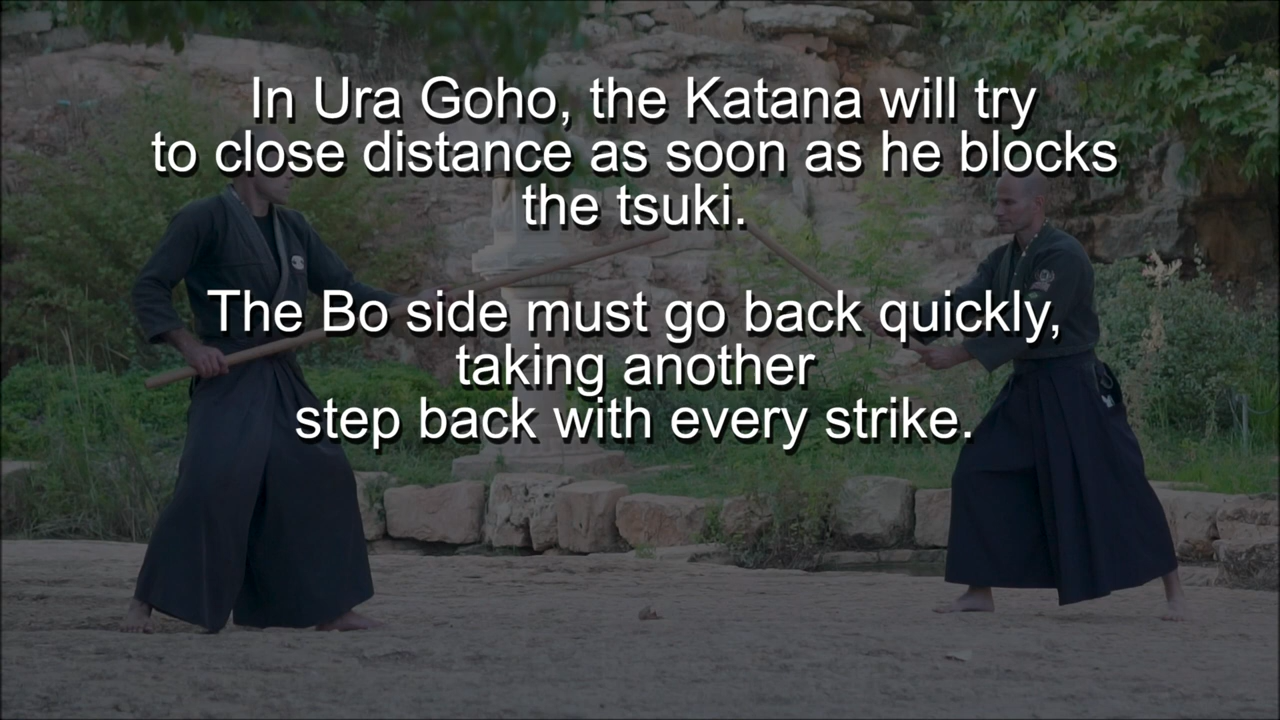 In Ura Goho, the Katana will try
to close distance as soon as he blocks
the tsuki.
The Bo side must go back quickly,
taking another
step back with every strike.